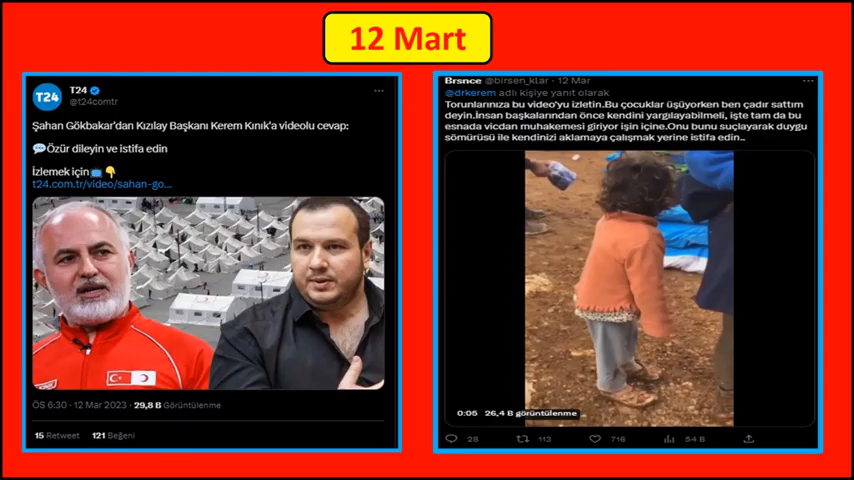 12 Mart
T24
T24
@t24comtr
Şahan Gökbakar'dan Kızılay Başkanı Kerem Kınık'a videolu cevap:
💬Özür dileyin ve istifa edin
İzlemek için📺👇
t24.com.tr/video/sahan-go...
ÖS 6:30 · 12 Mar 2023 · 29,8 B Görüntülenme
15 Retweet 121 Beğeni
Brsnce @birsen_klar · 12 Mar
@drkerem adlı kişiye yanıt olarak
Torunlarınıza bu video'yu izletin.Bu çocuklar üşüyorken ben çadır sattım
deyin.İnsan başkalarından önce kendini yargılayabilmeli, işte tam da bu
esnada vicdan muhakemesi giriyor işin içine.Onu bunu suçlayarak duygu
sömürüsü ile kendinizi aklamaya çalışmak yerine istifa edin..
0:05 26,4 B görüntülenme
28 113 716 54 B